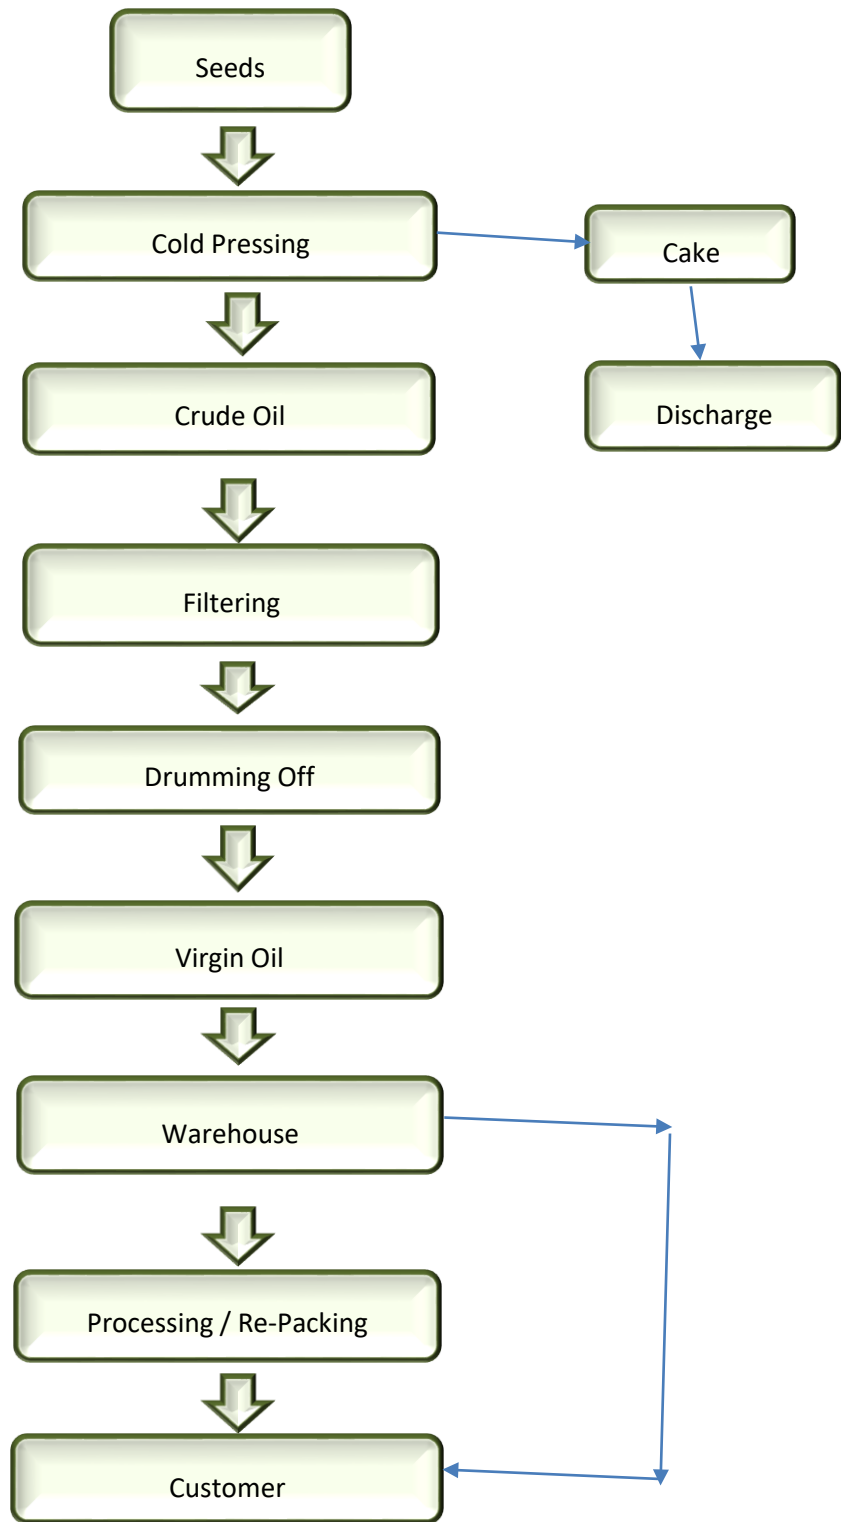 Seeds
Cold Pressing
Cake
Crude Oil
Discharge
Filtering
Drumming Off
Virgin Oil
Warehouse
Processing / Re-Packing
Customer